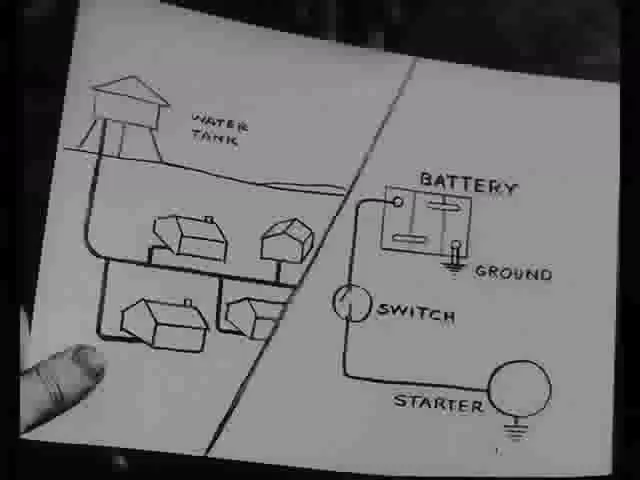 WATER
TANK
BATTERY
GROUND
SWITCH
STARTER